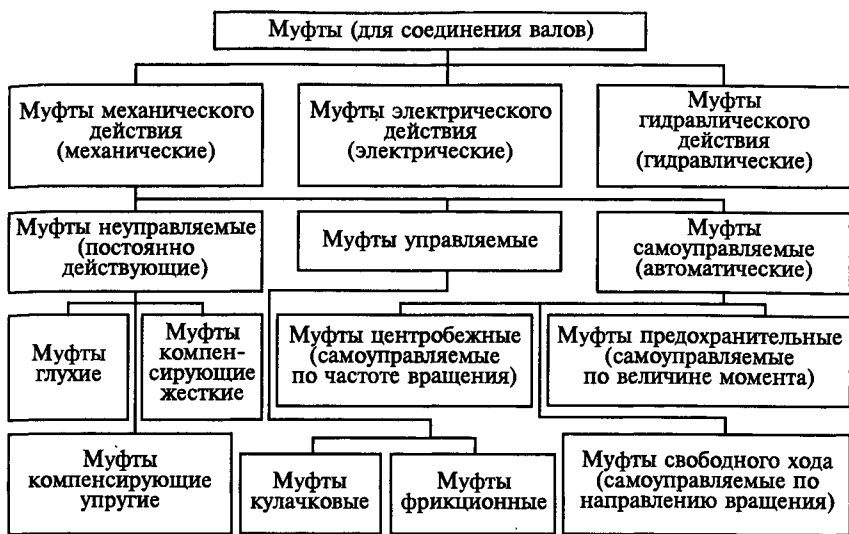 Муфты (для соединения валов)
Муфты механического
действия
(механические)
Муфты электрического
действия
(электрические)
Муфты
гидравлического
действия
(гидравлические)
Муфты неуправляемые
(постоянно
действующие)
Муфты управляемые
Муфты
самоуправляемые
(автоматические)
Муфты
глухие
Муфты
компен-
сирующие
жесткие
Муфты центробежные
(самоуправляемые
по частоте вращения)
Муфты предохранительные
(самоуправляемые
по величине момента)
Муфты
компенсирующие
упругие
Муфты
кулачковые
Муфты
фрикционные
Муфты свободного хода
(самоуправляемые по
направлению вращения)